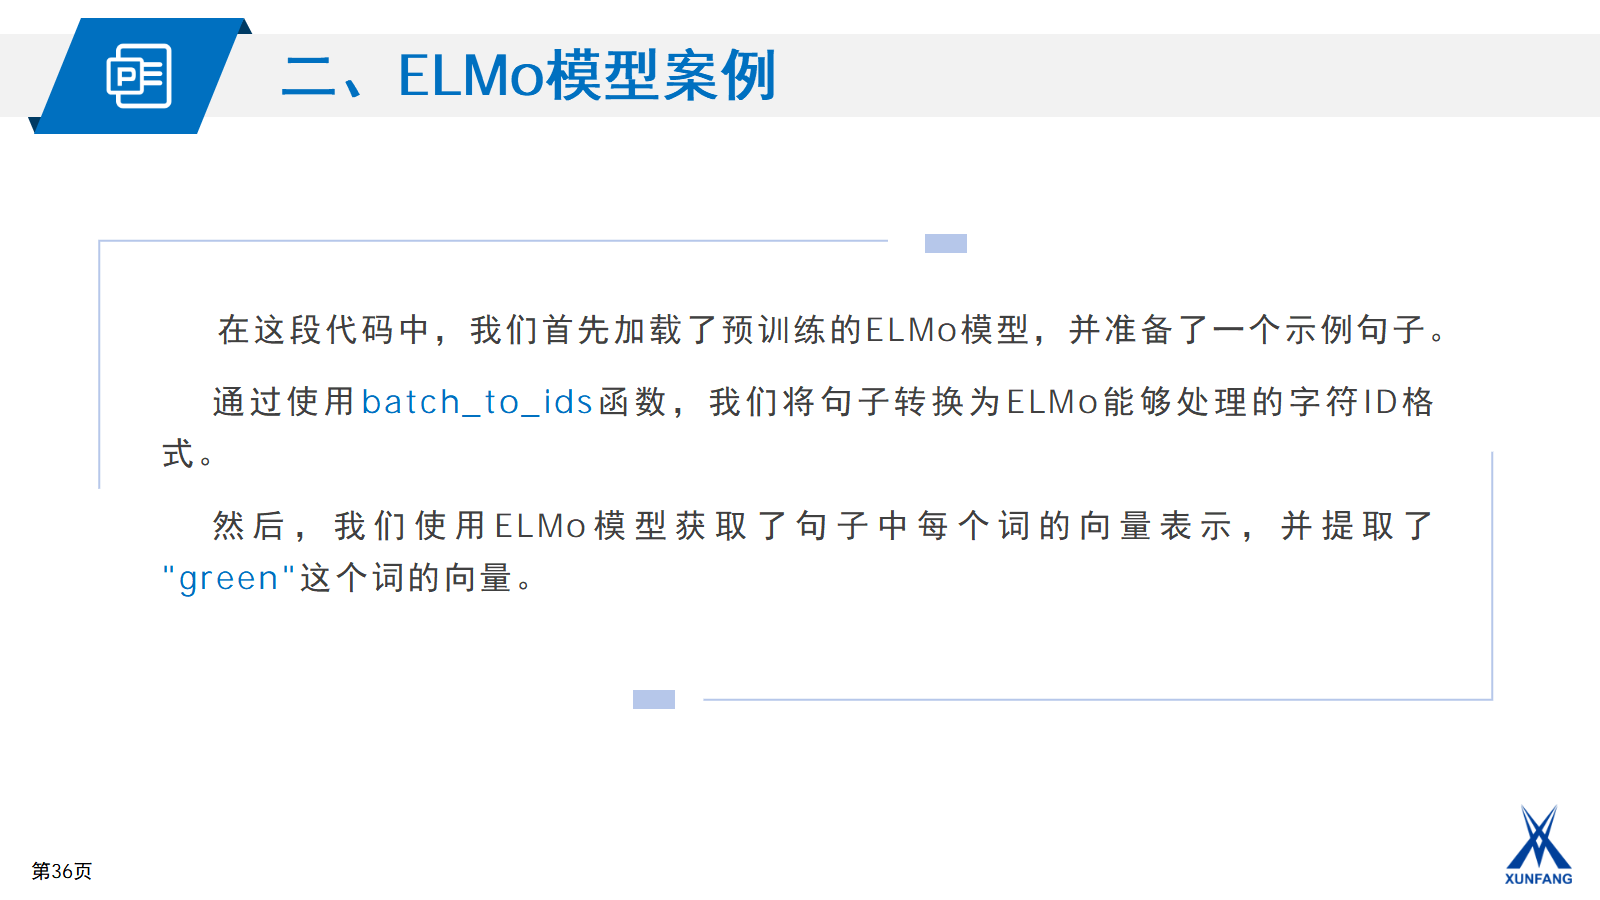 二、ELMo模型案例
在这段代码中，我们首先加载了预训练的ELMo模型，并准备了一个示例句子。
通过使用batch_to_ids函数，我们将句子转换为ELMo能够处理的字符ID格
式。
然后，我们使用ELMo模型获取了句子中每个词的向量表示，并提取了
"green"这个词的向量。
第36页
XUNFANG